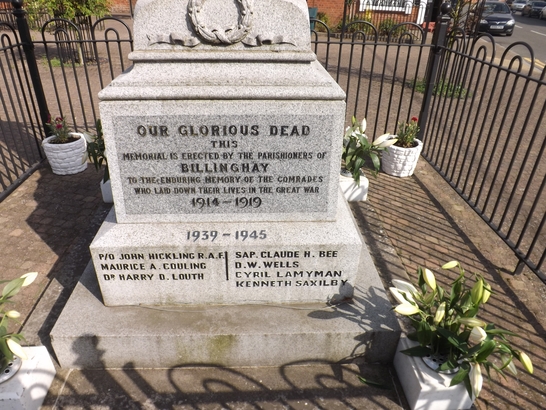 OUR GLORIOUS DEAD
THIS
MEMORIAL IS ERECTED BY THE PARISHIONERS OF
BILLINGHAY
TO THE ENDURING MEMORY OF THE COMRADES
WHO LAID DOWN THEIR LIVES IN THE GREAT WAR
1914-1919
1939-1945
P/O JOHN HICKLING R.A.F.
MAURICE A. COULING
DR HARRY D. LOUTH
SAP. CLAUDE H. BEE
D.W. WELLS
CYRIL LAMYMAN
KENNETH SAXILBY